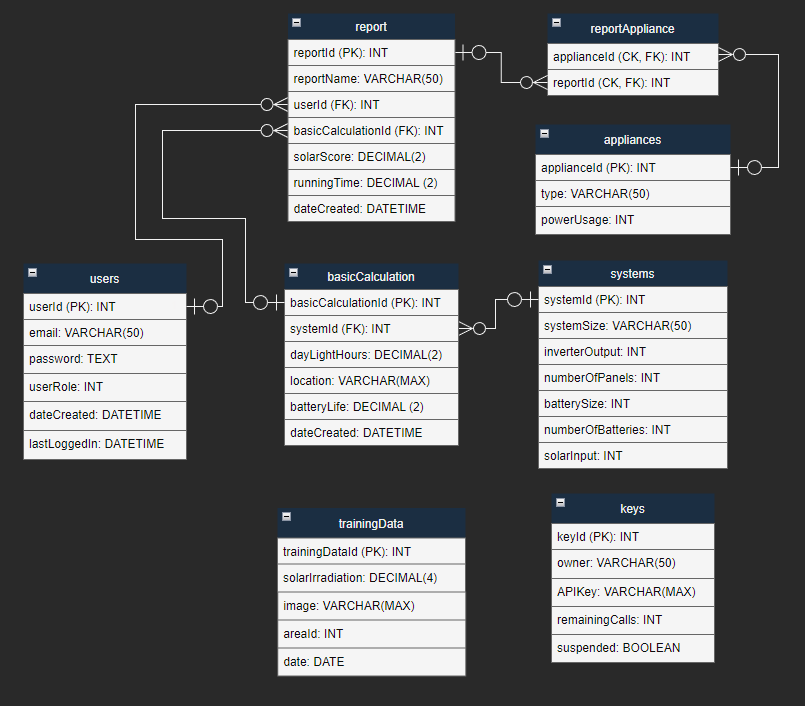 report
reportId (PK): INT
reportName: VARCHAR(50)
userId (FK): INT
basicCalculationId (FK): INT
solarScore: DECIMAL(2)
runningTime: DECIMAL (2)
dateCreated: DATETIME
reportAppliance
applianceId (CK, FK): INT
reportId (CK, FK): INT
appliances
applianceId (PK): INT
type: VARCHAR(50)
powerUsage: INT
users
userId (PK): INT
email: VARCHAR(50)
password: TEXT
userRole: INT
dateCreated: DATETIME
lastLoggedIn: DATETIME
basicCalculation
basicCalculationId (PK): INT
systemId (FK): INT
dayLightHours: DECIMAL(2)
location: VARCHAR(MAX)
batteryLife: DECIMAL (2)
dateCreated: DATETIME
systems
systemId (PK): INT
systemSize: VARCHAR(50)
inverterOutput: INT
numberOfPanels: INT
batterySize: INT
numberOfBatteries: INT
solarInput: INT
trainingData
trainingDataId (PK): INT
solarIrradiation: DECIMAL(4)
image: VARCHAR(MAX)
areaId: INT
date: DATE
keys
keyId (PK): INT
owner: VARCHAR(50)
APIKey: VARCHAR(MAX)
remainingCalls: INT
suspended: BOOLEAN